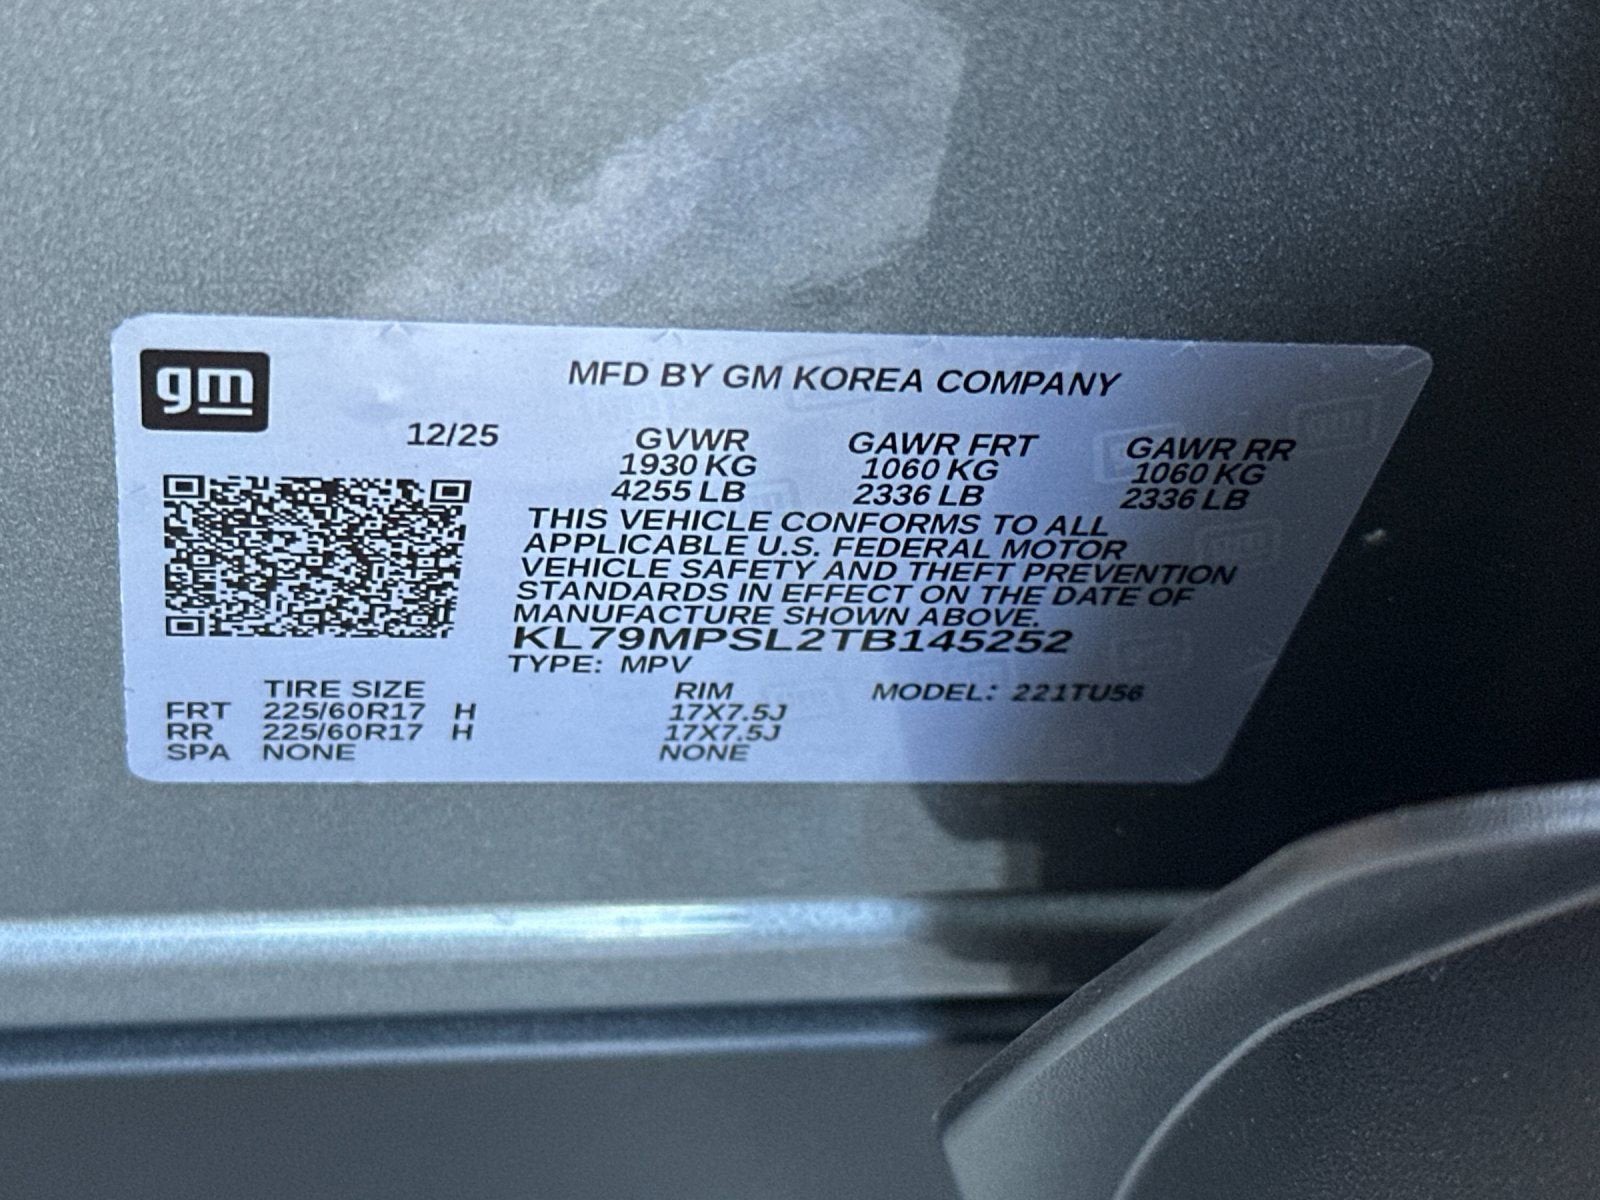 gm
MFD BY GM KOREA COMPANY
12/25 GVWR GAWR FRT GAWR RR
1930 KG 1060 KG 1060 KG
4255 LB 2336 LB 2336 LB
THIS VEHICLE CONFORMS TO ALL
APPLICABLE U.S. FEDERAL MOTOR
VEHICLE SAFETY AND THEFT PREVENTION
STANDARDS IN EFFECT ON THE DATE OF
MANUFACTURE SHOWN ABOVE.
KL79MPSL2TB145252
TYPE: MPV
TIRE SIZE RIM MODEL: 221TU56
FRT 225/60R17 H 17X7.5J
RR 225/60R17 H 17X7.5J
SPA NONE NONE